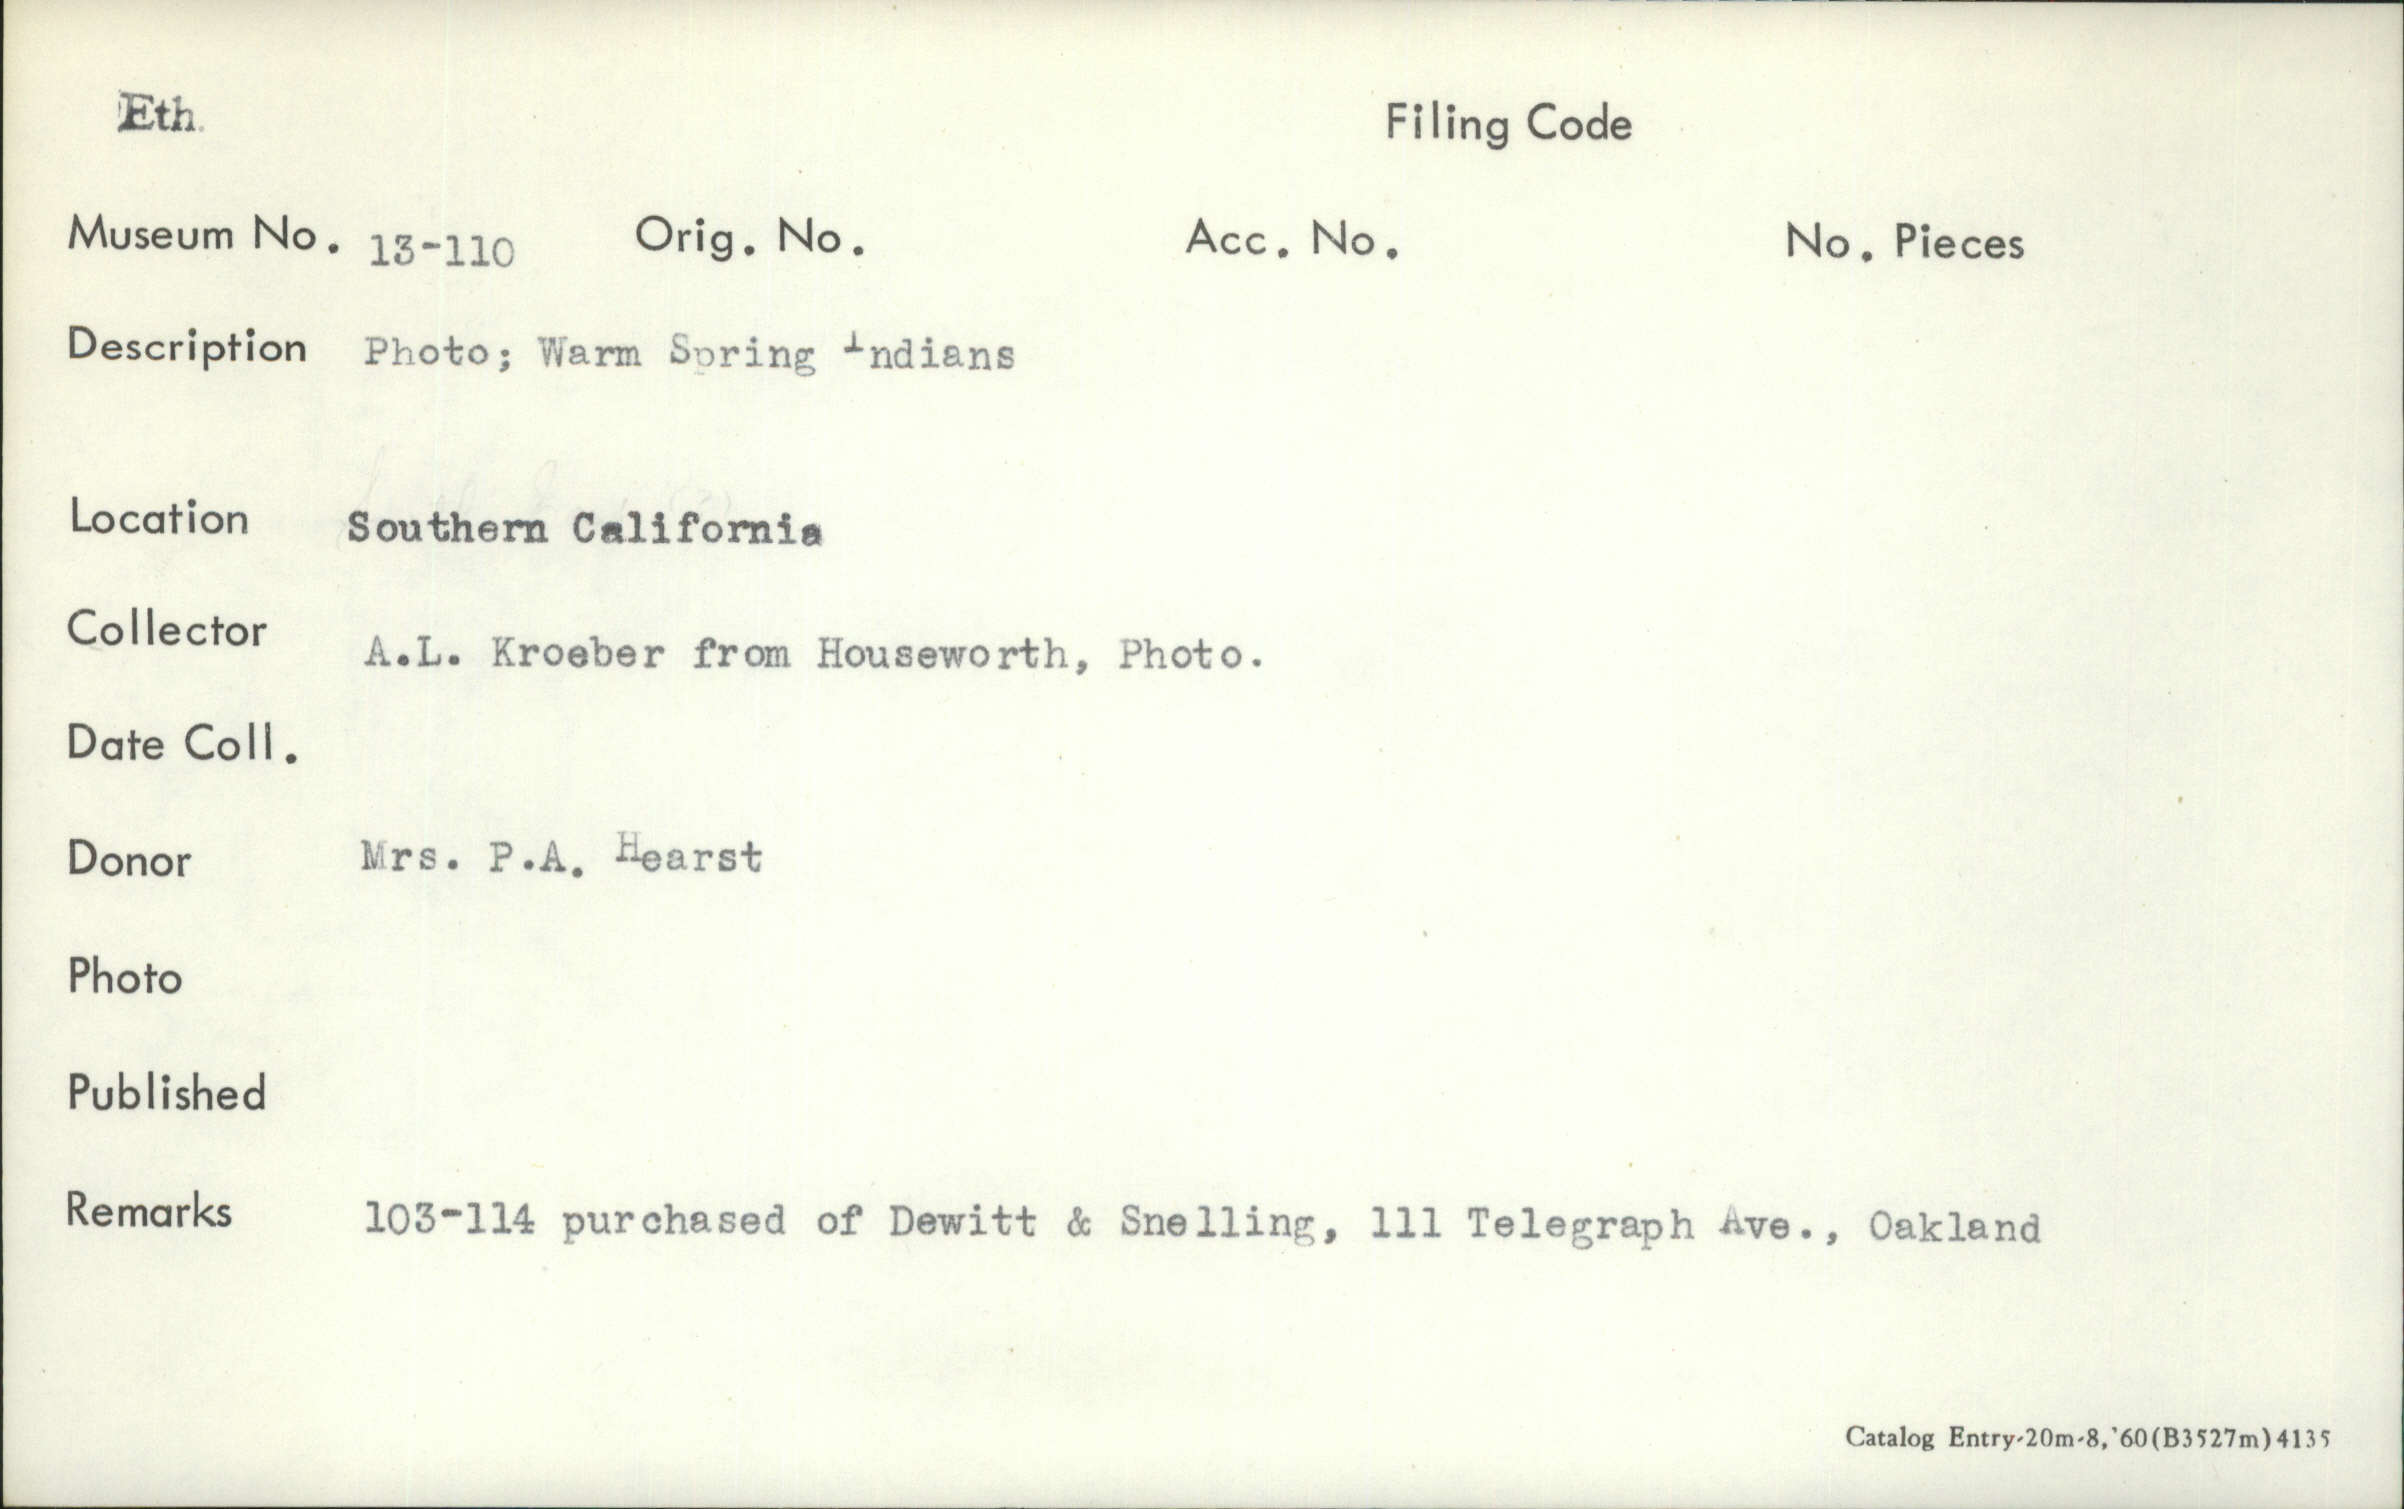 Eth.
Filing Code
Museum No. 13-110 Orig. No. Acc. No. No. Pieces
Description Photo; Warm Spring Indians
Location Southern California
Collector A.L. Kroeber from Houseworth, Photo.
Date Coll.
Donor Mrs. P.A. Hearst
Photo
Published
Remarks 103-114 purchased of Dewitt & Snelling, 111 Telegraph Ave., Oakland
Catalog Entry-20m-8,'60(B3527m)4135